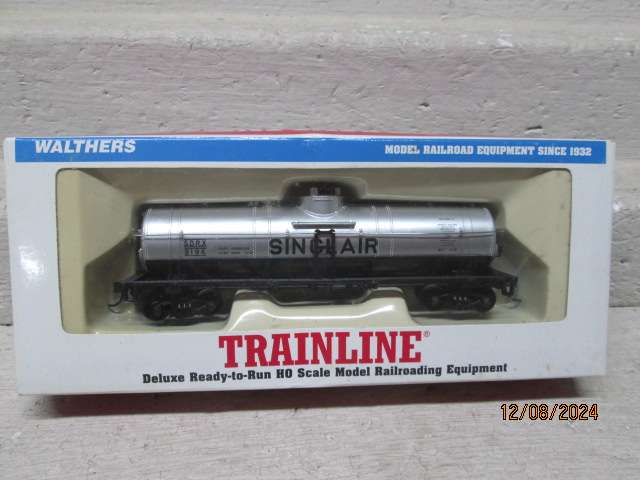 WALTHERS
MODEL RAILROAD EQUIPMENT SINCE 1932
SINCLAIR
SDRX
TRAINLINE®
Deluxe Ready-to-Run HO Scale Model Railroading Equipment
12/08/2024